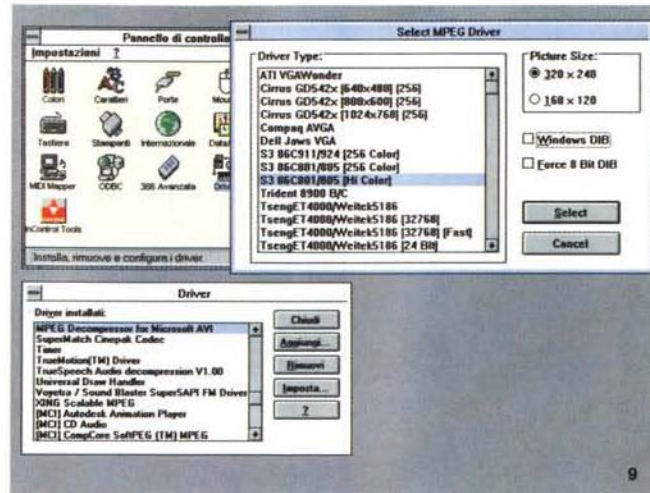 Pannello di controllo
Impostazioni ?
Colori
Caratteri
Porte
Tastiera
Stampanti
Internazionale
MIDI Mapper
ODBC
386 Avanzata
InControl Tools
Installa, rimuove e configura i driver
Select MPEG Driver
Driver Type:
ATI VGAWonder
Cirrus GD542x [640x480] [256]
Cirrus GD542x [800x600] [256]
Cirrus GD542x [1024x768] [256]
Compaq AVGA
Dell Jaws VGA
S3 86C911/924 [256 Color]
S3 86C801/805 [256 Color]
S3 86C801/805 [Hi Color]
Trident 8900 B/C
TsengET4000/Weitek5186
TsengET4000/Weitek5186 [32768]
TsengET4000/Weitek5186 [32768] [Fast]
TsengET4000/Weitek5186 [24 Bit]
Picture Size:
320 x 240
160 x 120
Windows DIB
Force 8 Bit DIB
Select
Cancel
Driver
Driver installati:
MPEG Decompressor for Microsoft AVI
SuperMatch Cinepak Codec
Timer
TrueMotion(TM) Driver
TrueSpeech Audio decompression V1.00
Universal Draw Handler
Voyetra / Sound Blaster SuperSAPI FM Driver
XING Scalable MPEG
[MCI] Autodesk Animation Player
[MCI] CD Audio
[MCI] CompCore SoftPEG (TM) MPEG
Chiudi
Aggiungi...
Rimuovi
Imposta...
?
9